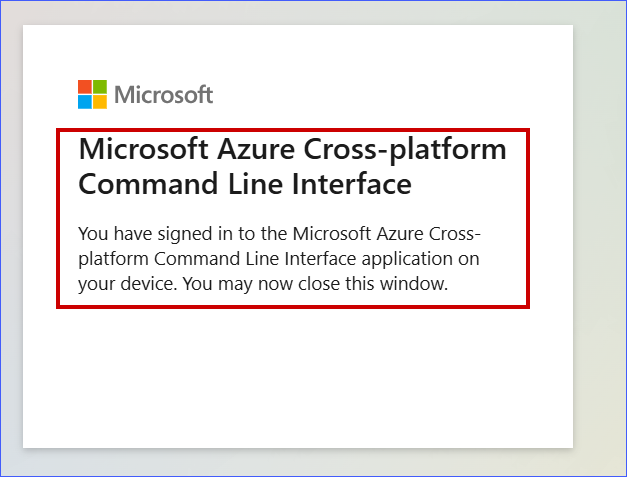 Microsoft
Microsoft Azure Cross-platform
Command Line Interface
You have signed in to the Microsoft Azure Cross-
platform Command Line Interface application on
your device. You may now close this window.